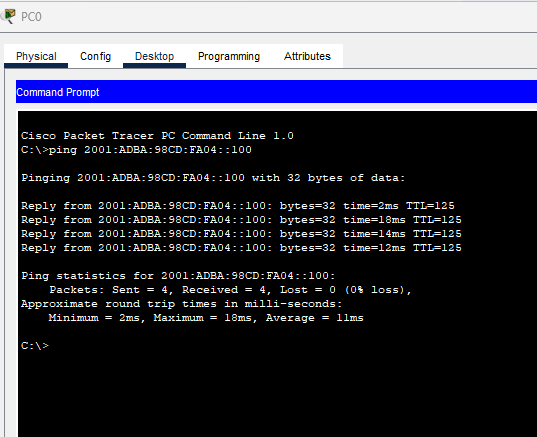 PC0
Physical Config Desktop Programming Attributes
Command Prompt
Cisco Packet Tracer PC Command Line 1.0
C:\>ping 2001:ADBA:98CD:FA04::100
Pinging 2001:ADBA:98CD:FA04::100 with 32 bytes of data:
Reply from 2001:ADBA:98CD:FA04::100: bytes=32 time=2ms TTL=125
Reply from 2001:ADBA:98CD:FA04::100: bytes=32 time=18ms TTL=125
Reply from 2001:ADBA:98CD:FA04::100: bytes=32 time=14ms TTL=125
Reply from 2001:ADBA:98CD:FA04::100: bytes=32 time=12ms TTL=125
Ping statistics for 2001:ADBA:98CD:FA04::100:
Packets: Sent = 4, Received = 4, Lost = 0 (0% loss),
Approximate round trip times in milli-seconds:
Minimum = 2ms, Maximum = 18ms, Average = 11ms
C:\>